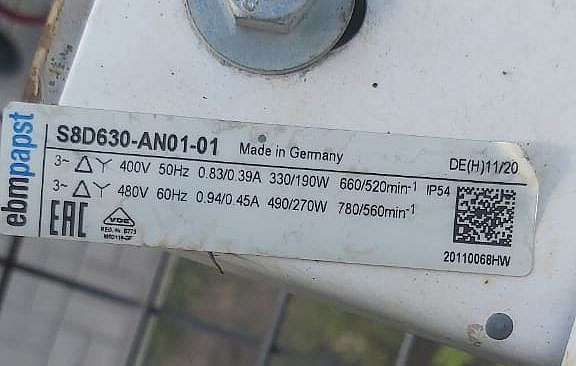 ebmpapst
S8D630-AN01-01 Made in Germany DE(H)11/20
3~ △ Y 400V 50Hz 0.83/0.39A 330/190W 660/520min-1 IP54
3~ △ Y 480V 60Hz 0.94/0.45A 490/270W 780/560min-1
EAC VDE
20110068HW